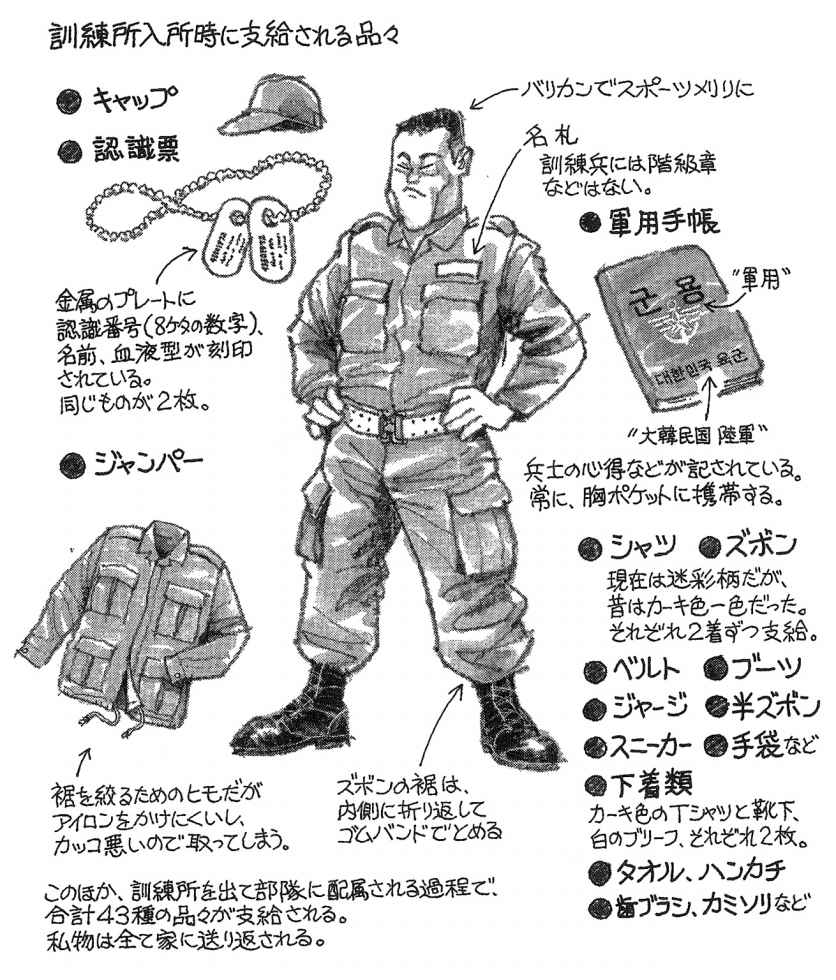 訓練所入所時に支給される品々
●キャップ
●認識票
金属のプレートに
認識番号(8ケタの数字)、
名前、血液型が刻印
されている。
同じものが2枚。
●ジャンパー
裾を絞るためのヒモだが
アイロンをかけにくいし、
カッコ悪いので取ってしまう。
バリカンでスポーツメリリに
名札
訓練兵には階級章
などはない。
●軍用手帳
군용
"軍用"
대한민국 육군
"大韓民国 陸軍"
兵士の心得などが記されている。
常に、胸ポケットに携帯する。
●シャツ ●ズボン
現在は迷彩柄だが、
昔はカーキ色一色だった。
それぞれ2着ずつ支給。
●ベルト ●ブーツ
●ジャージ ●半ズボン
●スニーカー ●手袋など
●下着類
カーキ色のTシャツと靴下、
白のブリーフ、それぞれ2枚。
●タオル、ハンカチ
●歯ブラシ、カミソリなど
ズボンの裾は、
内側に折り返して
ゴムバンドでとめる
このほか、訓練所を出て部隊に配属される過程で、
合計43種の品々が支給される。
私物は全て家に送り返される。